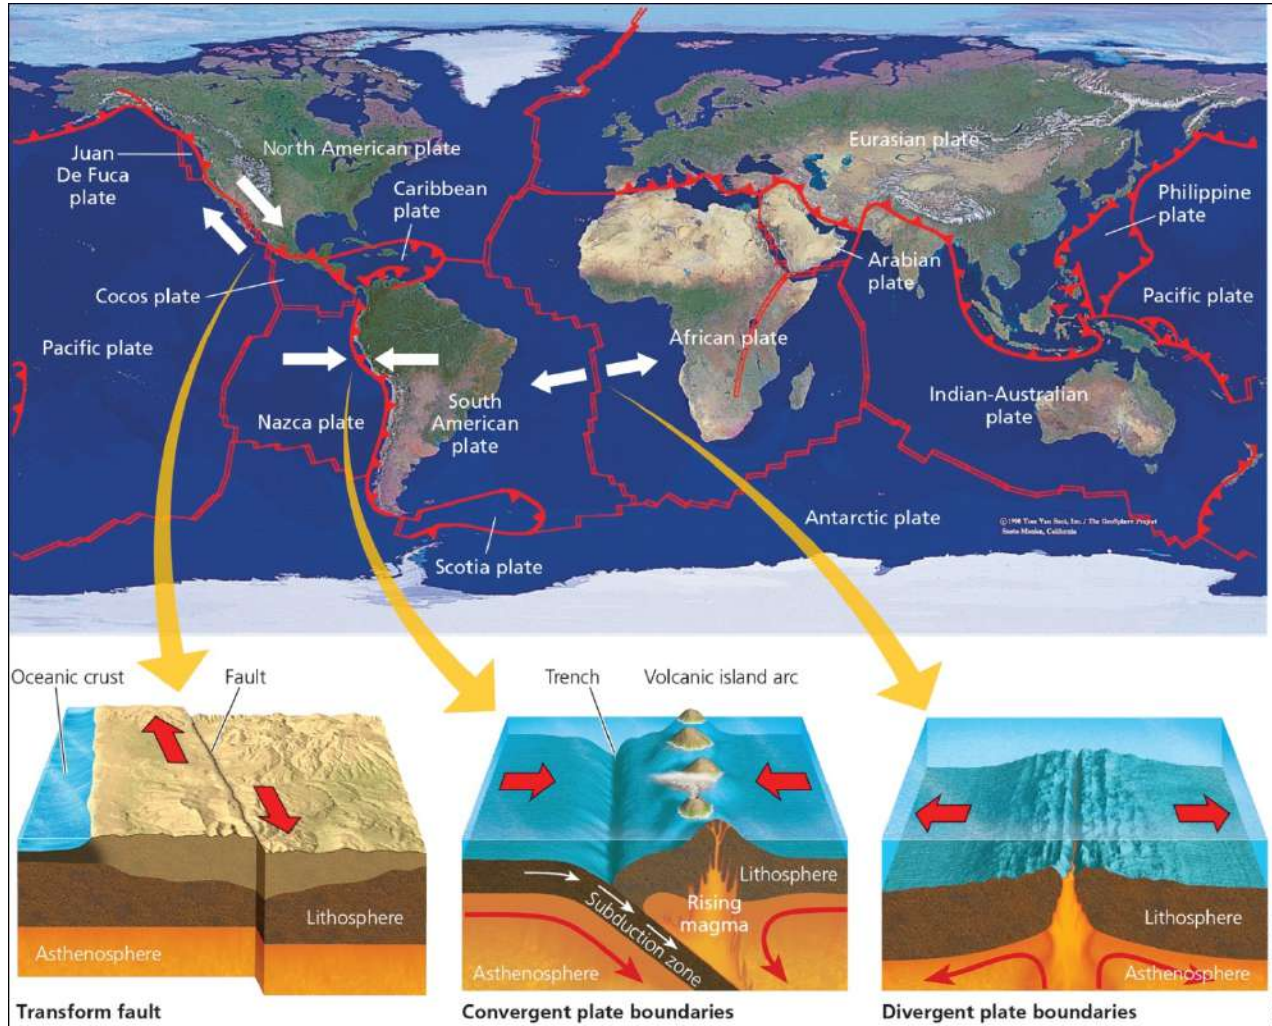 North American plate
Eurasian plate
Juan
De Fuca
plate
Caribbean
plate
Philippine
plate
Arabian
plate
Cocos plate
Pacific plate
Pacific plate
African plate
Indian-Australian
plate
Nazca plate
South
American
plate
Antarctic plate
Scotia plate
Oceanic crust
Fault
Trench
Volcanic island arc
Lithosphere
Asthenosphere
Lithosphere
Rising
magma
Subduction zone
Asthenosphere
Lithosphere
Asthenosphere
Transform fault
Convergent plate boundaries
Divergent plate boundaries